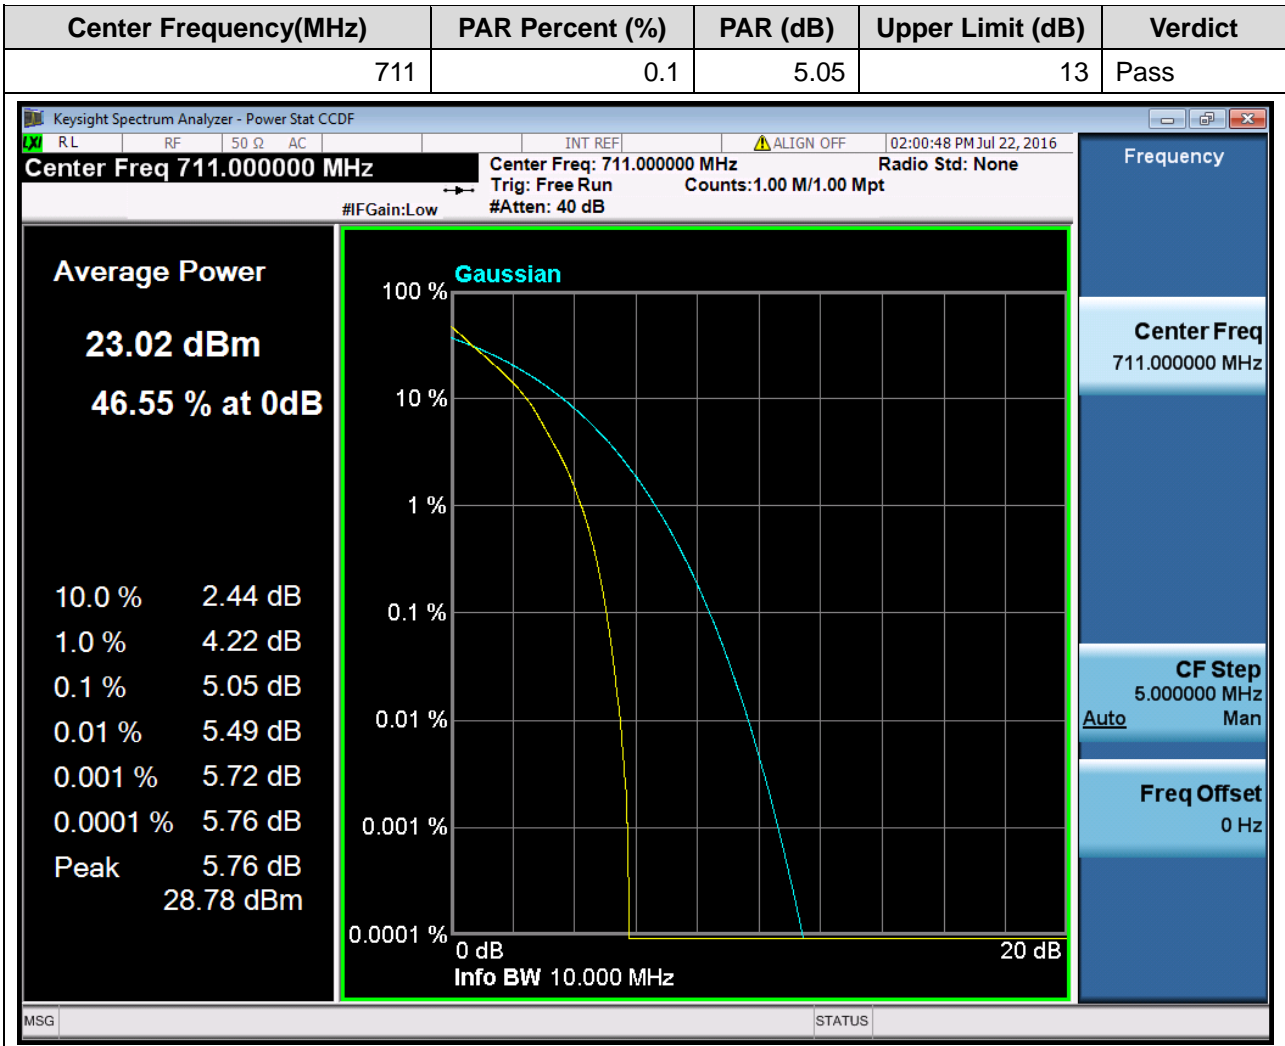 Center Frequency(MHz) PAR Percent (%) PAR (dB) Upper Limit (dB) Verdict
711 0.1 5.05 13 Pass
Keysight Spectrum Analyzer - Power Stat CCDF
LXI RL RF 50 Ω AC INT REF ALIGN OFF 02:00:48 PM Jul 22, 2016
Center Freq 711.000000 MHz
Center Freq: 711.000000 MHz Radio Std: None
Trig: Free Run Counts:1.00 M/1.00 Mpt
#IFGain:Low #Atten: 40 dB
Average Power
23.02 dBm
46.55 % at 0dB
10.0 % 2.44 dB
1.0 % 4.22 dB
0.1 % 5.05 dB
0.01 % 5.49 dB
0.001 % 5.72 dB
0.0001 % 5.76 dB
Peak 5.76 dB
28.78 dBm
Gaussian
100 %
10 %
1 %
0.1 %
0.01 %
0.001 %
0.0001 %
0 dB 20 dB
Info BW 10.000 MHz
Frequency
Center Freq
711.000000 MHz
CF Step
5.000000 MHz
Auto Man
Freq Offset
0 Hz
MSG STATUS